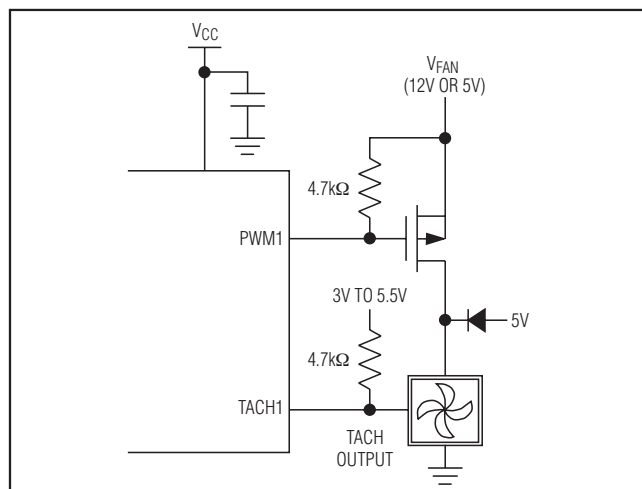 VCC
VFAN
(12V OR 5V)
4.7kΩ
PWM1
3V TO 5.5V
5V
4.7kΩ
TACH1
TACH
OUTPUT